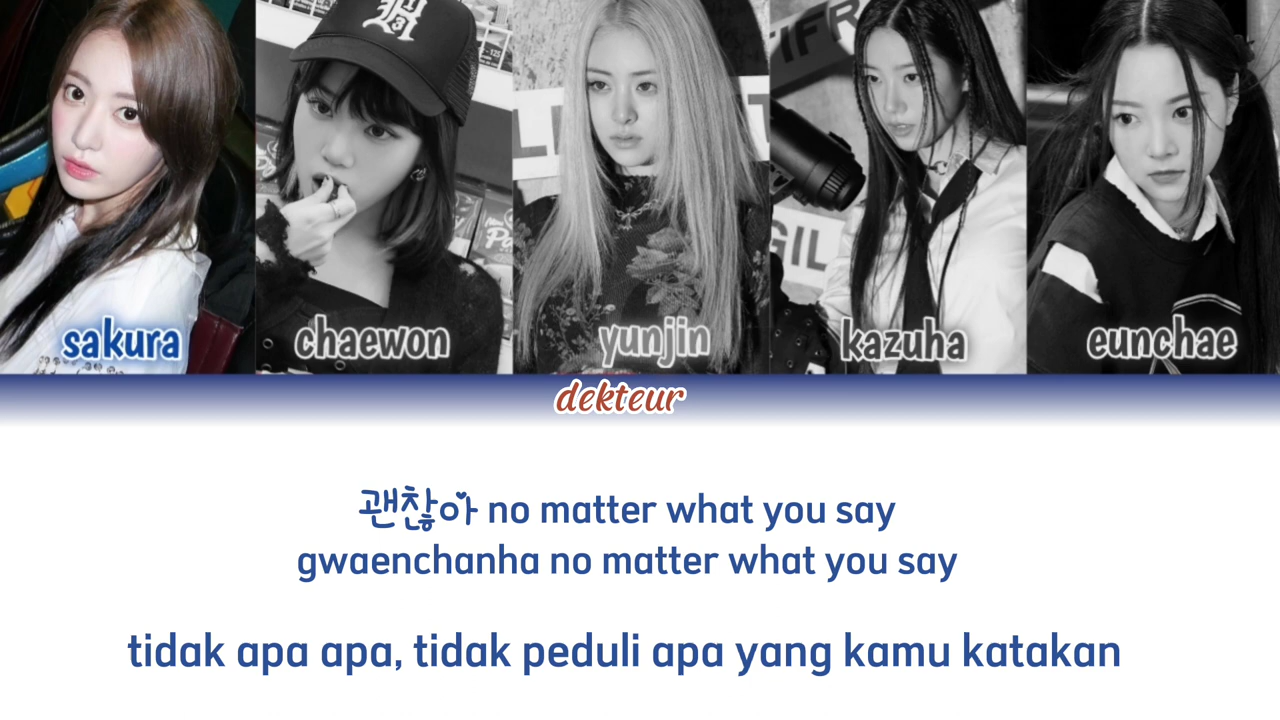 sakura
chaewon
yunjin
kazuha
eunchae
dekteur
괜찮아 no matter what you say
gwaenchanha no matter what you say
tidak apa apa, tidak peduli apa yang kamu katakan